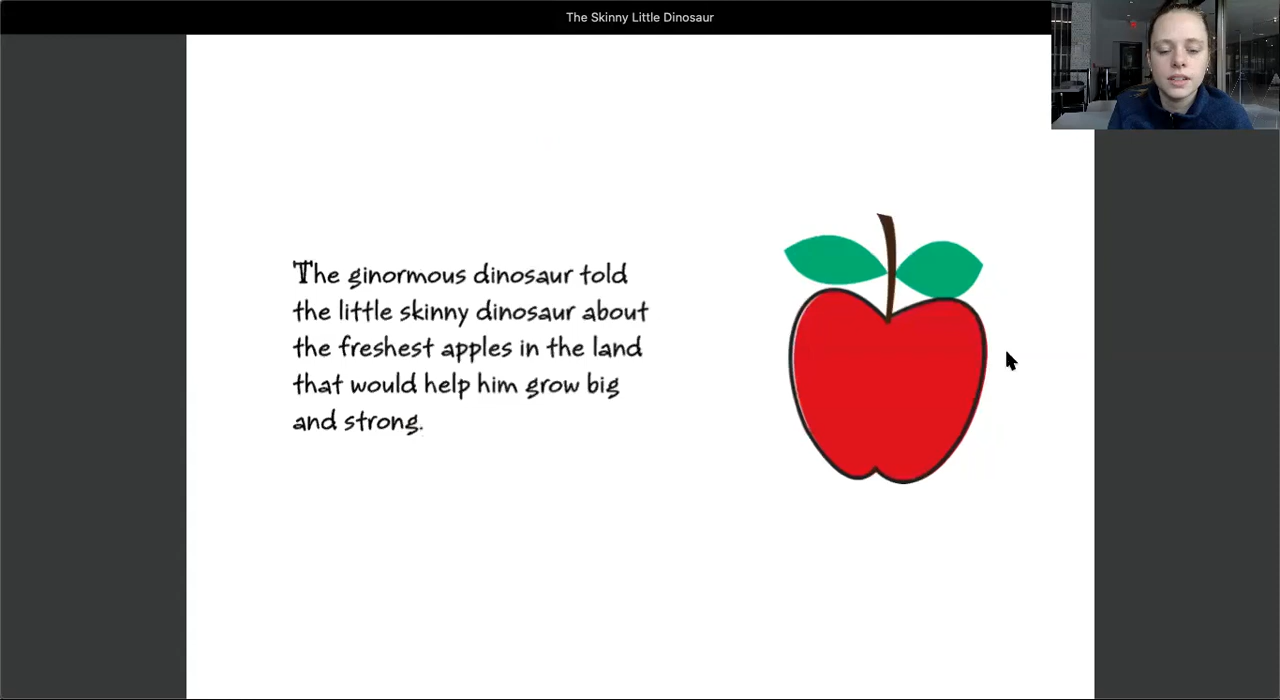 The Skinny Little Dinosaur
The ginormous dinosaur told
the little skinny dinosaur about
the freshest apples in the land
that would help him grow big
and strong.